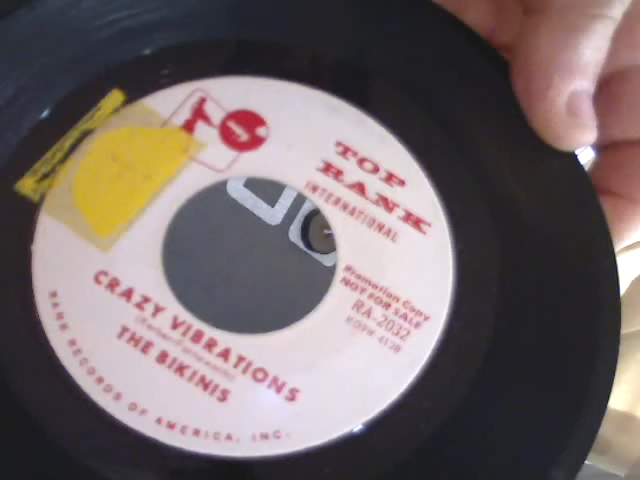 TOP
RANK
INTERNATIONAL
Promotion Copy
NOT FOR SALE
RA-2032
CRAZY VIBRATIONS
THE BIKINIS
RANK RECORDS OF AMERICA, INC.